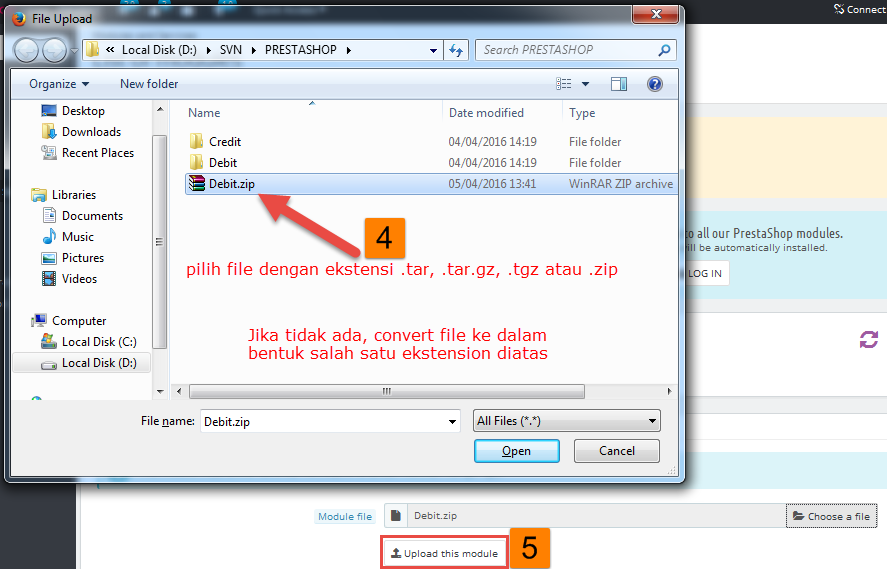 Connect
File Upload
« Local Disk (D:) SVN PRESTASHOP
Search PRESTASHOP
Organize New folder
Name Date modified Type
Desktop
Downloads
Recent Places
Libraries
Documents
Music
Pictures
Videos
Computer
Local Disk (C:)
Local Disk (D:)
Credit 04/04/2016 14:19 File folder
Debit 04/04/2016 14:19 File folder
Debit.zip 05/04/2016 13:41 WinRAR ZIP archive
4
pilih file dengan ekstensi .tar, .tar.gz, .tgz atau .zip
Jika tidak ada, convert file ke dalam
bentuk salah satu ekstension diatas
File name: Debit.zip All Files (*.*)
Open Cancel
to all our PrestaShop modules.
will be automatically installed.
LOG IN
Module file Debit.zip Choose a file
Upload this module 5